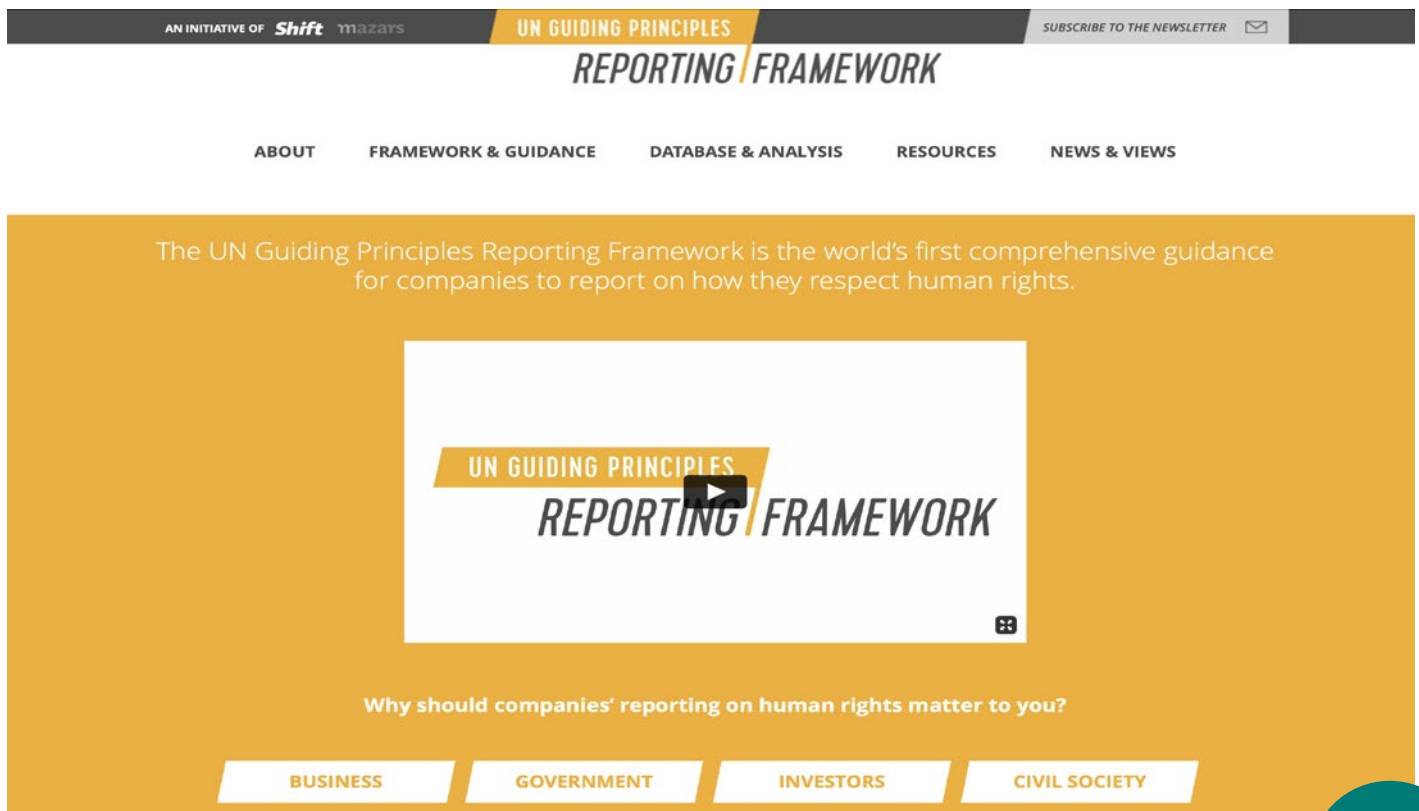 AN INITIATIVE OF Shift mazars
UN GUIDING PRINCIPLES
SUBSCRIBE TO THE NEWSLETTER
REPORTING FRAMEWORK
ABOUT FRAMEWORK & GUIDANCE DATABASE & ANALYSIS RESOURCES NEWS & VIEWS
The UN Guiding Principles Reporting Framework is the world's first comprehensive guidance
for companies to report on how they respect human rights.
UN GUIDING PRINCIPLES
REPORTING FRAMEWORK
Why should companies' reporting on human rights matter to you?
BUSINESS GOVERNMENT INVESTORS CIVIL SOCIETY